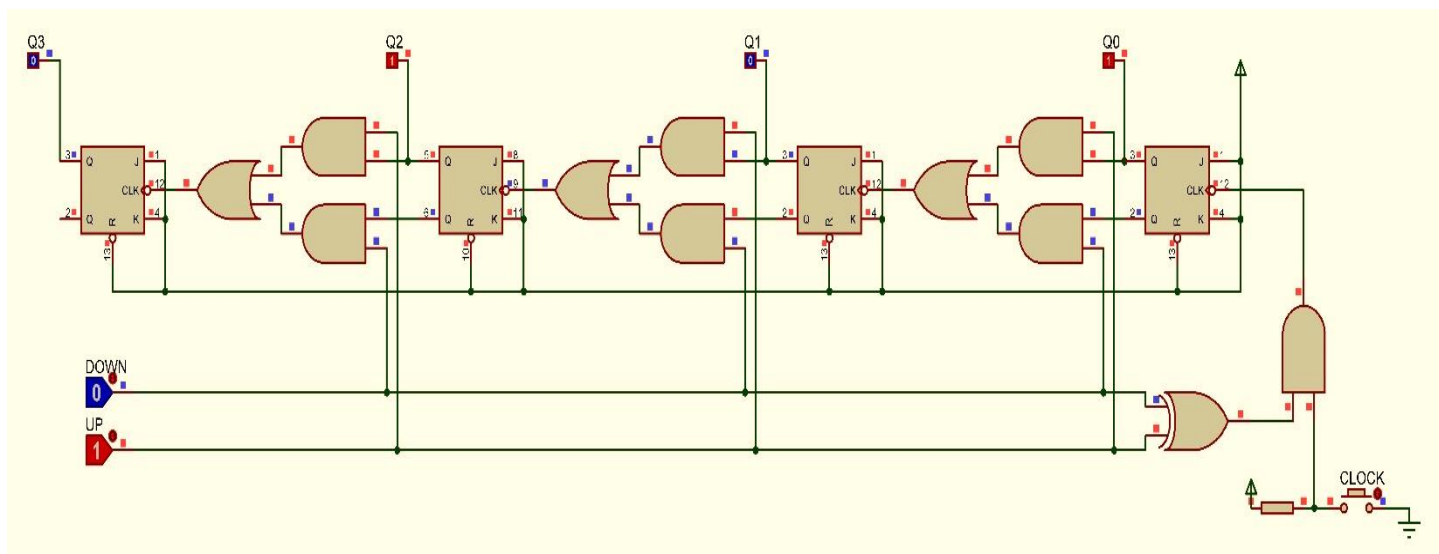 Q3 Q2 Q1 Q0
0 1 0 1
3 Q J 1 5 Q J 8 3 Q J 1 3 Q J 1
CLK 12 CLK 9 CLK 12 CLK 12
2 Q K 4 6 Q K 11 2 Q K 4 2 Q K 4
R R R R
13 10 13 13
DOWN
0
UP
1
CLOCK